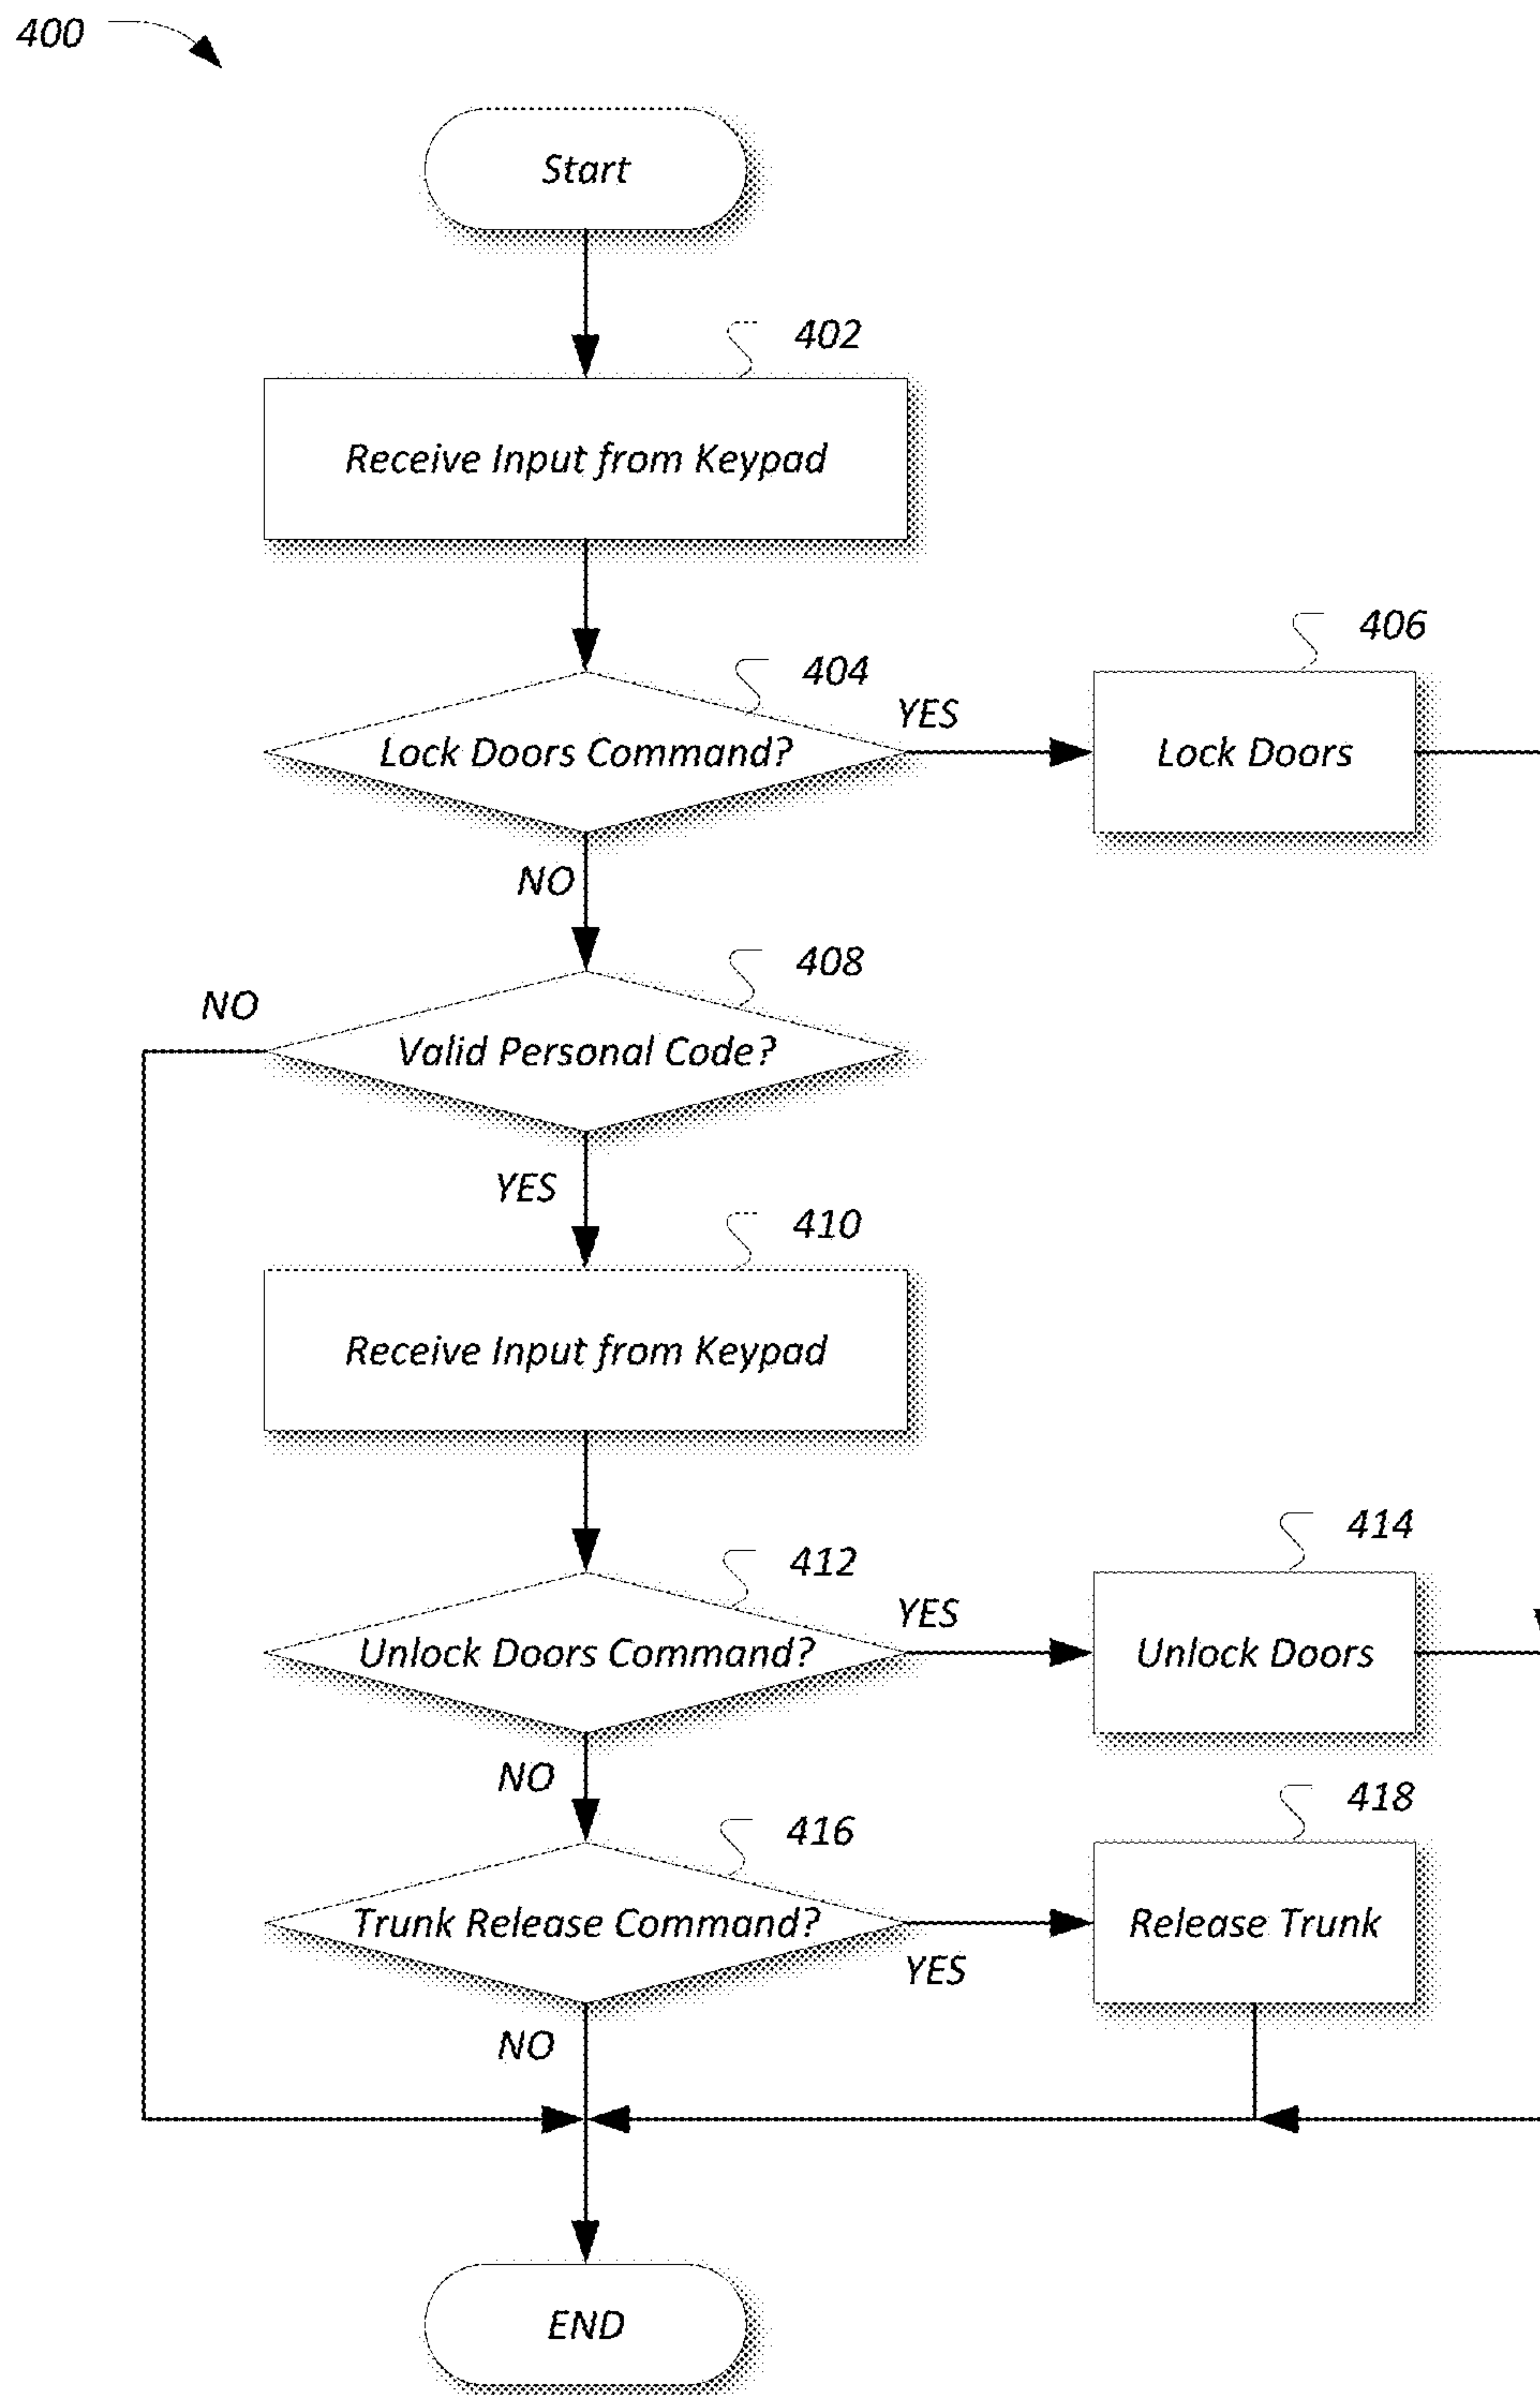 400
Start
402
Receive Input from Keypad
404
Lock Doors Command?
YES
406
Lock Doors
NO
408
Valid Personal Code?
NO
YES
410
Receive Input from Keypad
412
Unlock Doors Command?
YES
414
Unlock Doors
NO
416
Trunk Release Command?
YES
418
Release Trunk
NO
END